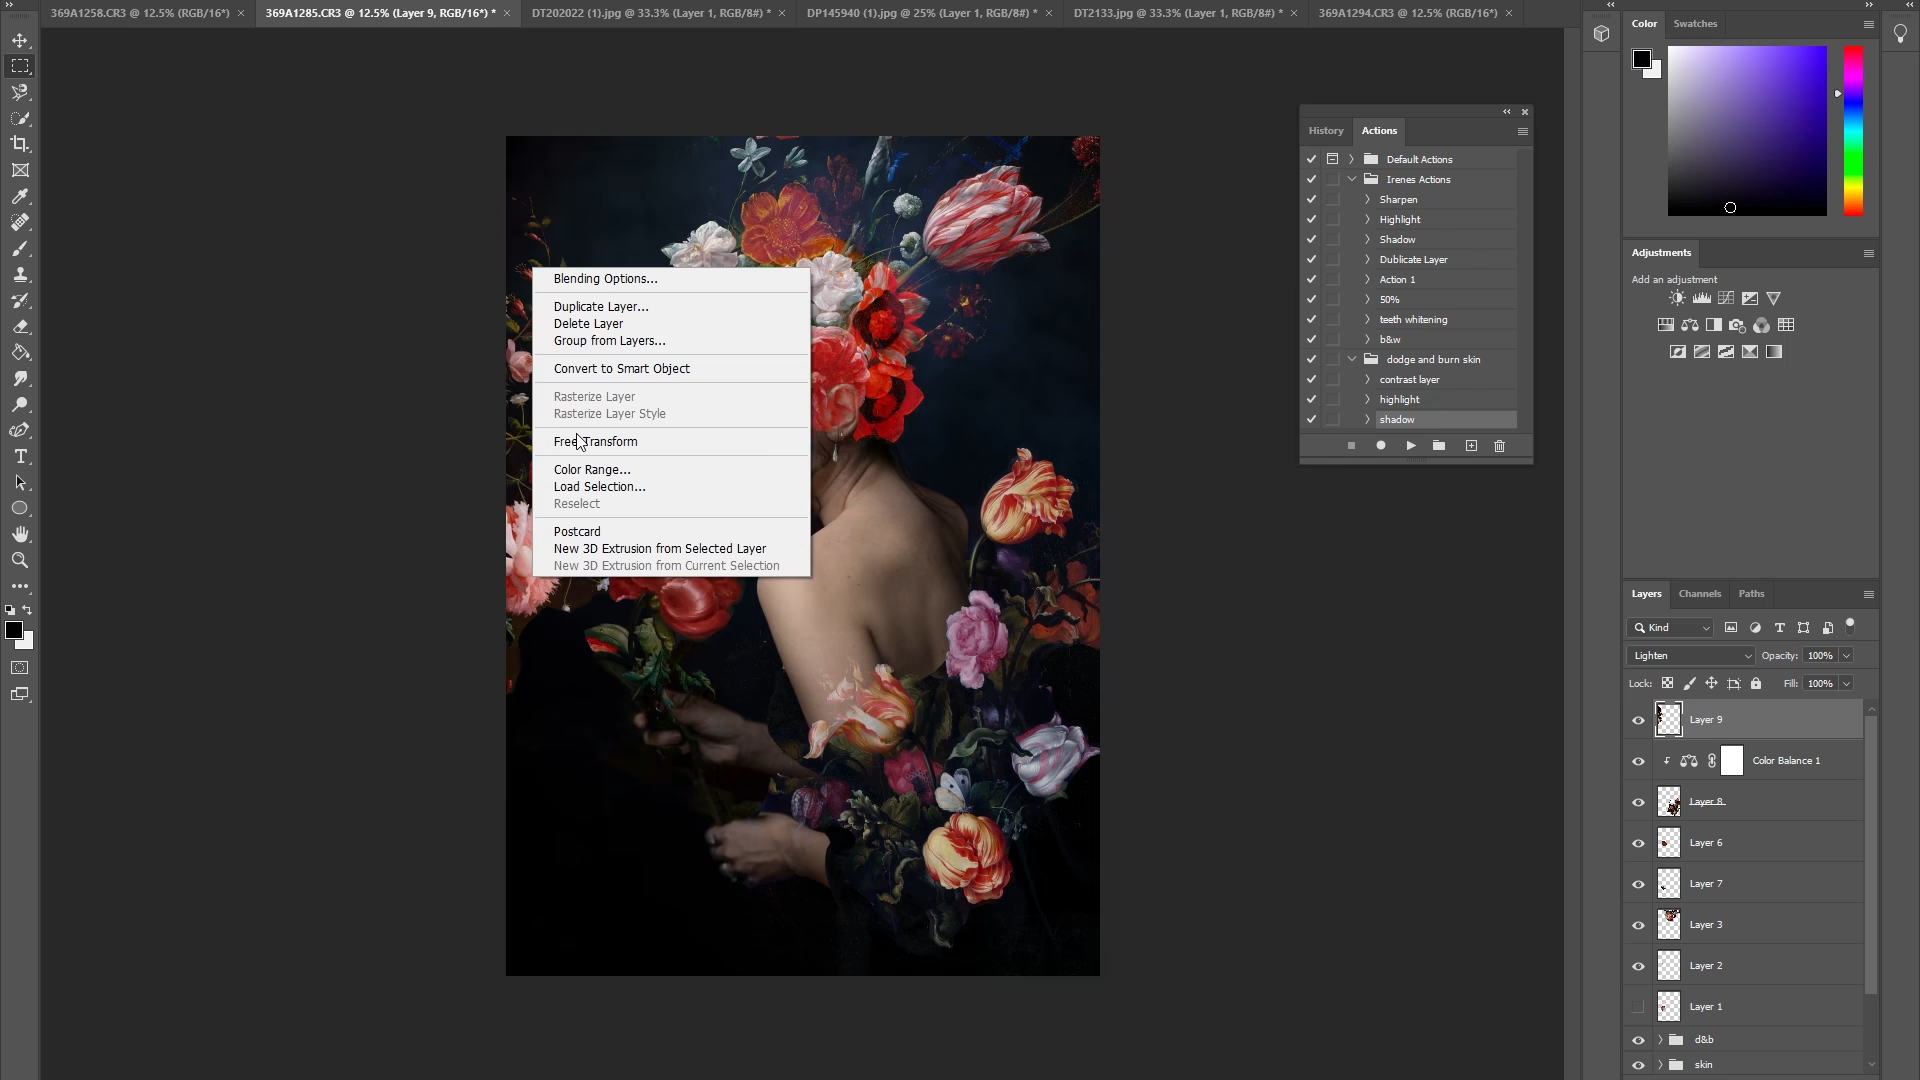 369A1258.CR3 @ 12.5% (RGB/16*)
369A1285.CR3 @ 12.5% (Layer 9, RGB/16*) *
DT202022 (1).jpg @ 33.3% (Layer 1, RGB/8#) *
DP145940 (1).jpg @ 25% (Layer 1, RGB/8#) *
DT2133.jpg @ 33.3% (Layer 1, RGB/8#) *
369A1294.CR3 @ 12.5% (RGB/16*)
Blending Options...
Duplicate Layer...
Delete Layer
Group from Layers...
Convert to Smart Object
Rasterize Layer
Rasterize Layer Style
Free Transform
Color Range...
Load Selection...
Reselect
Postcard
New 3D Extrusion from Selected Layer
New 3D Extrusion from Current Selection
History
Actions
Default Actions
Irenes Actions
Sharpen
Highlight
Shadow
Dublicate Layer
Action 1
50%
teeth whitening
b&w
dodge and burn skin
contrast layer
highlight
shadow
Color
Swatches
Adjustments
Add an adjustment
Layers
Channels
Paths
Kind
Lighten
Opacity: 100%
Lock:
Fill: 100%
Layer 9
Color Balance 1
Layer 8
Layer 6
Layer 7
Layer 3
Layer 2
Layer 1
d&b
skin